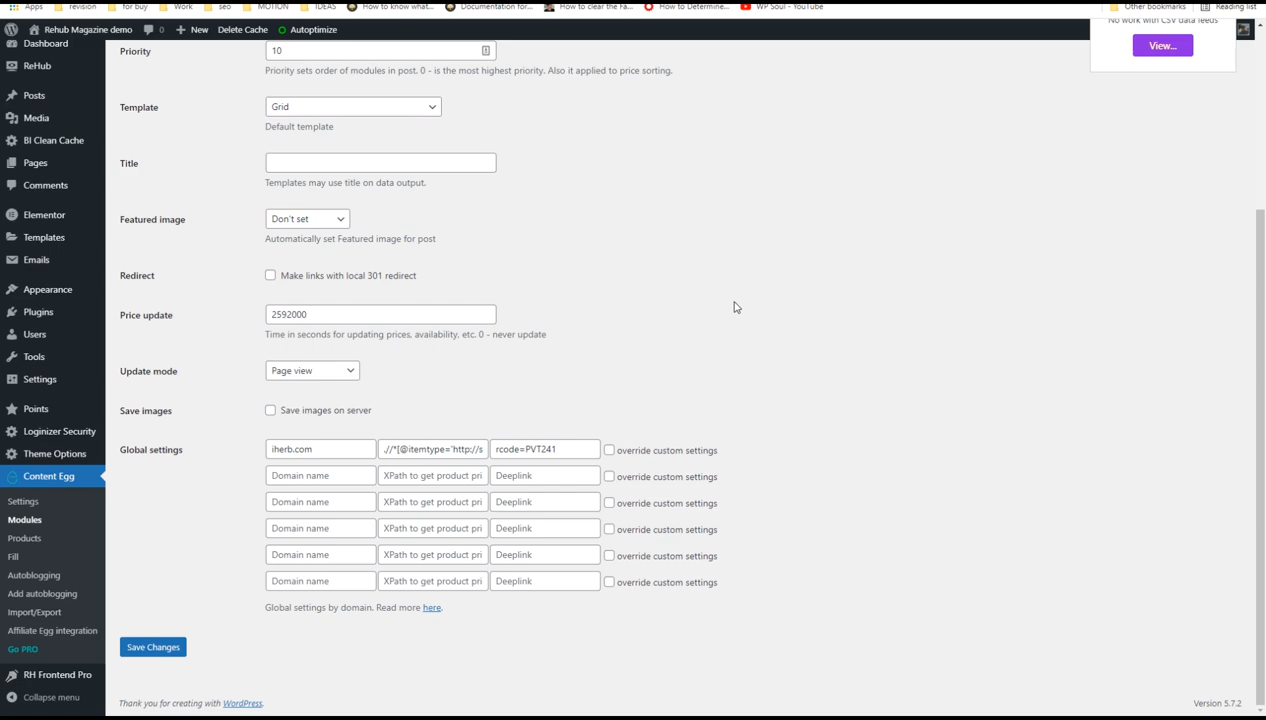 Apps
revision
for buy
Work
seo
MOTION
IDEAS
How to know what...
Documentation for...
How to clear the Fa...
How to Determine...
WP Soul - YouTube
Other bookmarks
Reading list
Rehub Magazine demo
0
New
Delete Cache
Autoptimize
No work with CSV data feeds
View...
Dashboard
ReHub
Posts
Media
BI Clean Cache
Pages
Comments
Elementor
Templates
Emails
Appearance
Plugins
Users
Tools
Settings
Points
Loginizer Security
Theme Options
Content Egg
Settings
Modules
Products
Fill
Autoblogging
Add autoblogging
Import/Export
Affiliate Egg integration
Go PRO
RH Frontend Pro
Collapse menu
Priority
10
Priority sets order of modules in post. 0 - is the most highest priority. Also it applied to price sorting.
Template
Grid
Default template
Title
Templates may use title on data output.
Featured image
Don't set
Automatically set Featured image for post
Redirect
Make links with local 301 redirect
Price update
2592000
Time in seconds for updating prices, availability, etc. 0 - never update
Update mode
Page view
Save images
Save images on server
Global settings
iherb.com
.//*[@itemtype='http://s
rcode=PVT241
override custom settings
Domain name
XPath to get product pri
Deeplink
override custom settings
Domain name
XPath to get product pri
Deeplink
override custom settings
Domain name
XPath to get product pri
Deeplink
override custom settings
Domain name
XPath to get product pri
Deeplink
override custom settings
Domain name
XPath to get product pri
Deeplink
override custom settings
Global settings by domain. Read more here.
Save Changes
Thank you for creating with WordPress.
Version 5.7.2